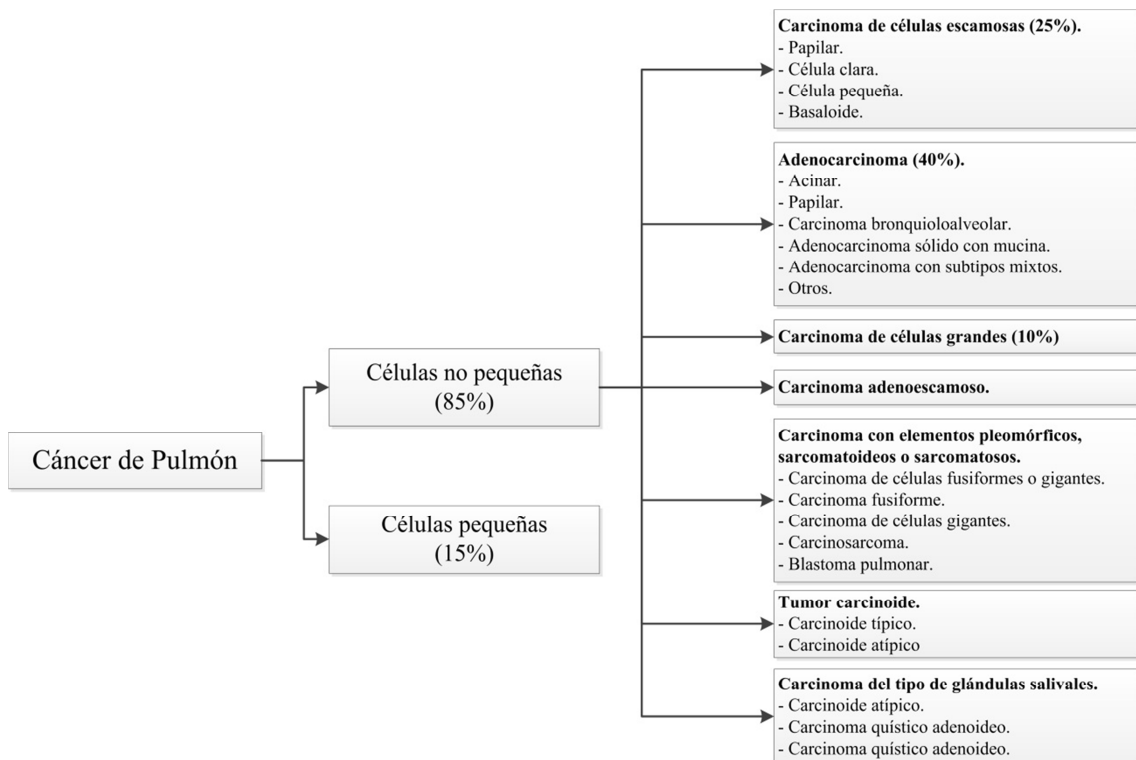 Cáncer de Pulmón
Células no pequeñas
(85%)
Células pequeñas
(15%)
Carcinoma de células escamosas (25%).
- Papilar.
- Célula clara.
- Célula pequeña.
- Basaloide.
Adenocarcinoma (40%).
- Acinar.
- Papilar.
- Carcinoma bronquioloalveolar.
- Adenocarcinoma sólido con mucina.
- Adenocarcinoma con subtipos mixtos.
- Otros.
Carcinoma de células grandes (10%)
Carcinoma adenoescamoso.
Carcinoma con elementos pleomórficos,
sarcomatoideos o sarcomatosos.
- Carcinoma de células fusiformes o gigantes.
- Carcinoma fusiforme.
- Carcinoma de células gigantes.
- Carcinosarcoma.
- Blastoma pulmonar.
Tumor carcinoide.
- Carcinoide típico.
- Carcinoide atípico
Carcinoma del tipo de glándulas salivales.
- Carcinoide atípico.
- Carcinoma quístico adenoideo.
- Carcinoma quístico adenoideo.